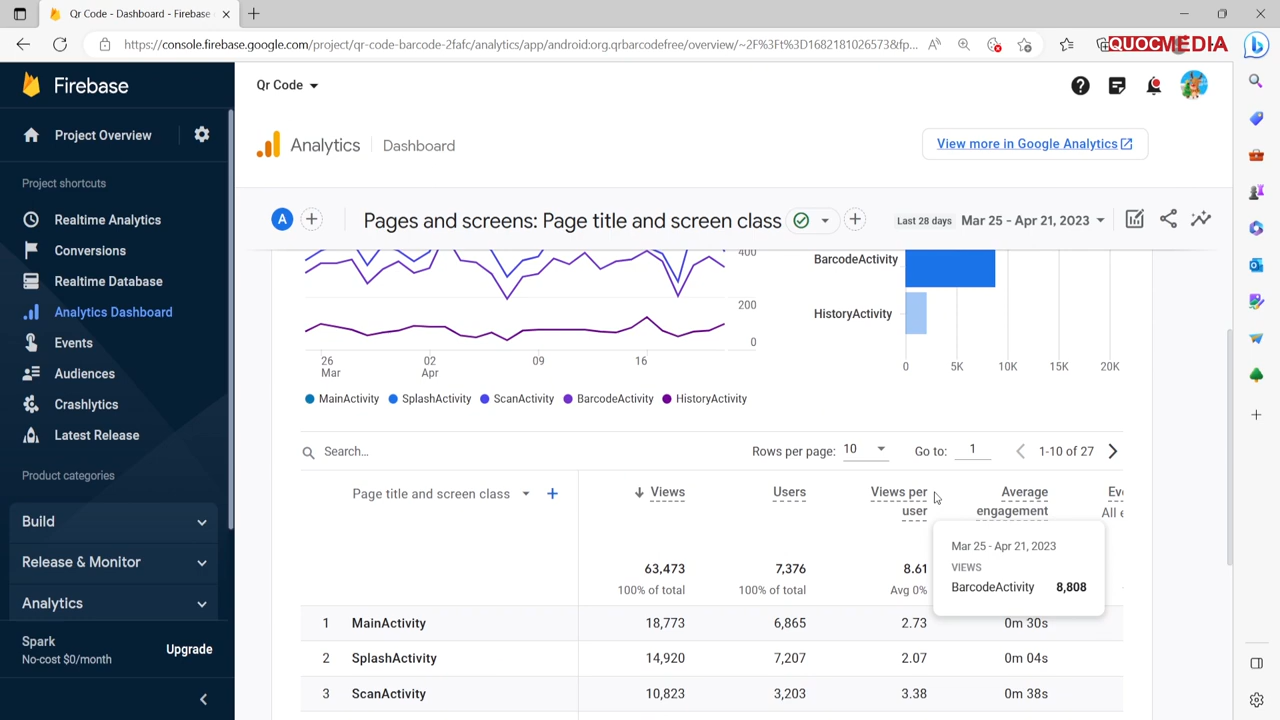 Qr Code - Dashboard - Firebase
https://console.firebase.google.com/project/qr-code-barcode-2fafc/analytics/app/android:org.qrbarcodefree/overview/~2F%3Ft%3D1682181026573&fp...
QUOCMEDIA
Firebase
Project Overview
Project shortcuts
Realtime Analytics
Conversions
Realtime Database
Analytics Dashboard
Events
Audiences
Crashlytics
Latest Release
Product categories
Build
Release & Monitor
Analytics
Spark
No-cost $0/month
Upgrade
Qr Code
Analytics
Dashboard
View more in Google Analytics
A
Pages and screens: Page title and screen class
Last 28 days
Mar 25 - Apr 21, 2023
400
200
0
26
Mar
02
Apr
09
16
MainActivity
SplashActivity
ScanActivity
BarcodeActivity
HistoryActivity
BarcodeActivity
HistoryActivity
0
5K
10K
15K
20K
Search...
Rows per page:
10
Go to:
1
1-10 of 27
Page title and screen class
Views
Users
Views per
user
Average
engagement
Ev
All e
63,473
100% of total
7,376
100% of total
8.61
Avg 0%
Mar 25 - Apr 21, 2023
VIEWS
BarcodeActivity 8,808
1 MainActivity 18,773 6,865 2.73 0m 30s
2 SplashActivity 14,920 7,207 2.07 0m 04s
3 ScanActivity 10,823 3,203 3.38 0m 38s